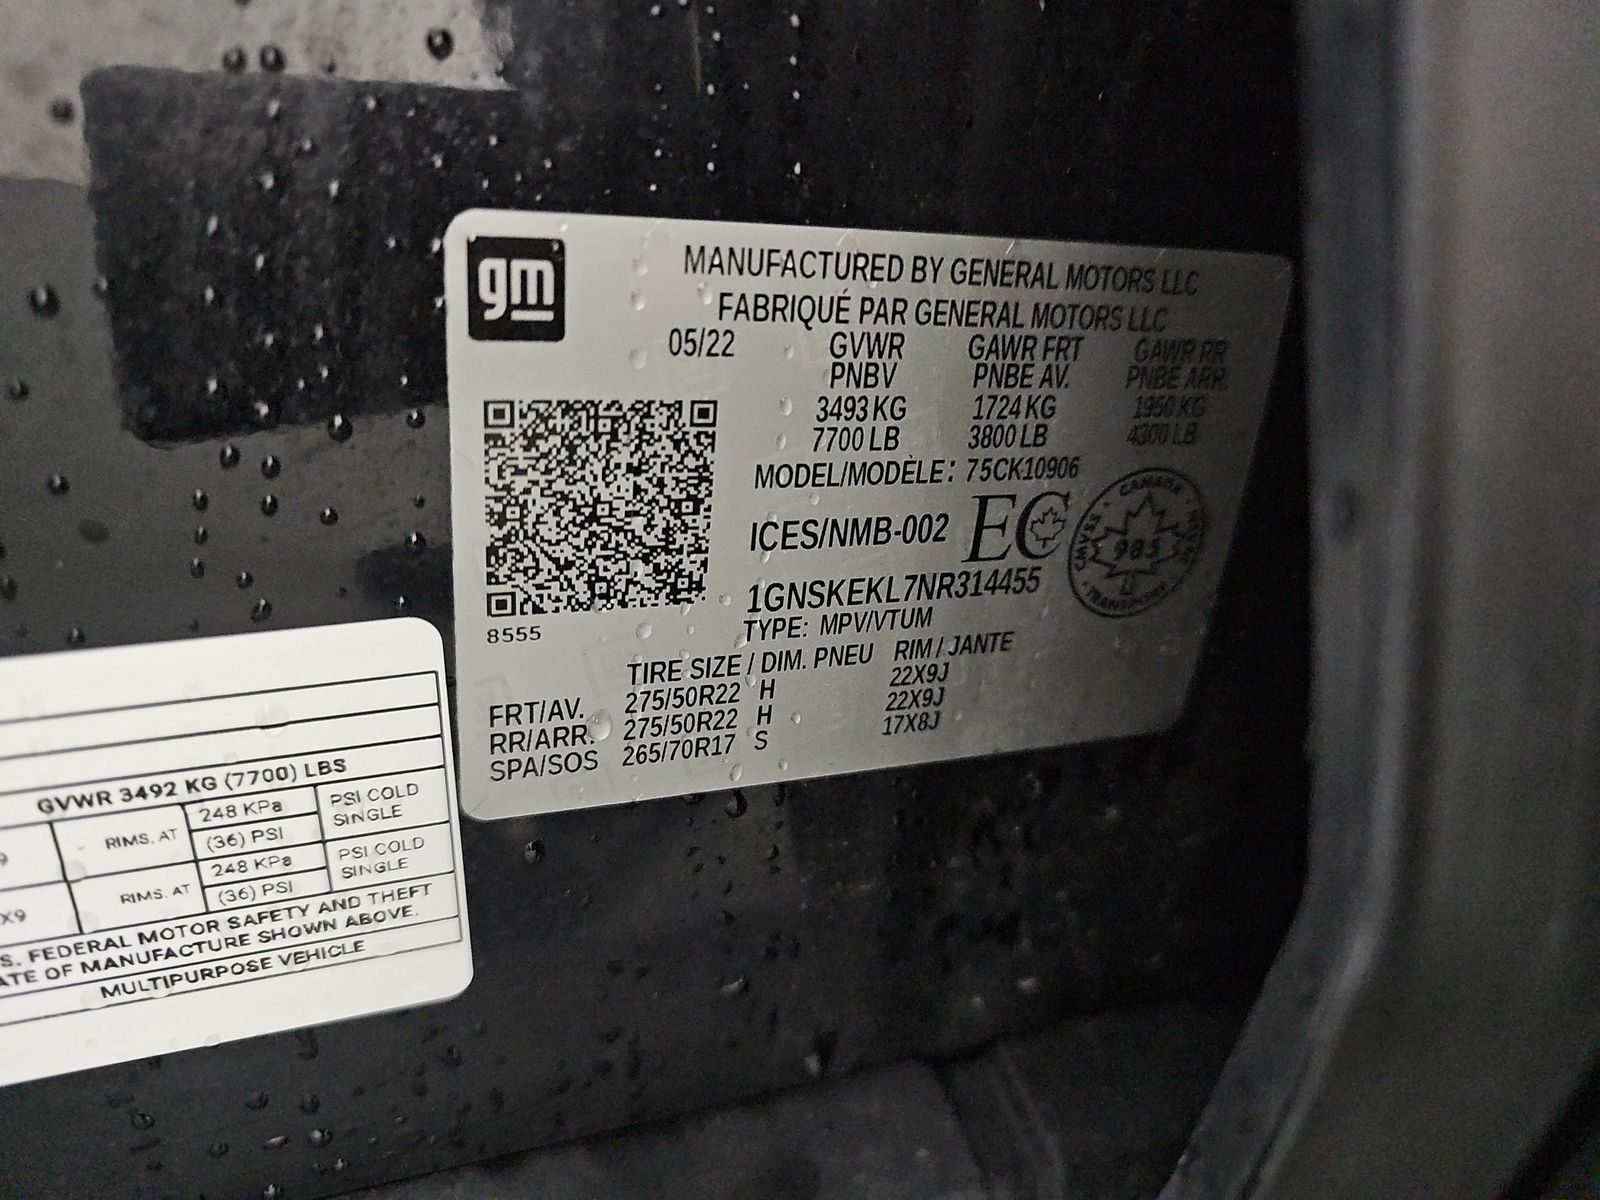 gm
MANUFACTURED BY GENERAL MOTORS LLC
FABRIQUÉ PAR GENERAL MOTORS LLC
05/22 GVWR GAWR FRT GAWR RR
PNBV PNBE AV. PNBE ARR.
3493 KG 1724 KG 1950 KG
7700 LB 3800 LB 4300 LB
MODEL/MODÈLE: 75CK10906
ICES/NMB-002 EC
CANADA
985
TRANSPORT
1GNSKEKL7NR314455
TYPE: MPV/VTUM
8555
TIRE SIZE / DIM. PNEU RIM / JANTE
FRT/AV. 275/50R22 H 22X9J
RR/ARR. 275/50R22 H 22X9J
SPA/SOS 265/70R17 S 17X8J
GVWR 3492 KG (7700) LBS
9 RIMS. AT 248 KPa PSI COLD
(36) PSI SINGLE
X9 RIMS. AT 248 KPa PSI COLD
(36) PSI SINGLE
S. FEDERAL MOTOR SAFETY AND THEFT
ATE OF MANUFACTURE SHOWN ABOVE.
MULTIPURPOSE VEHICLE